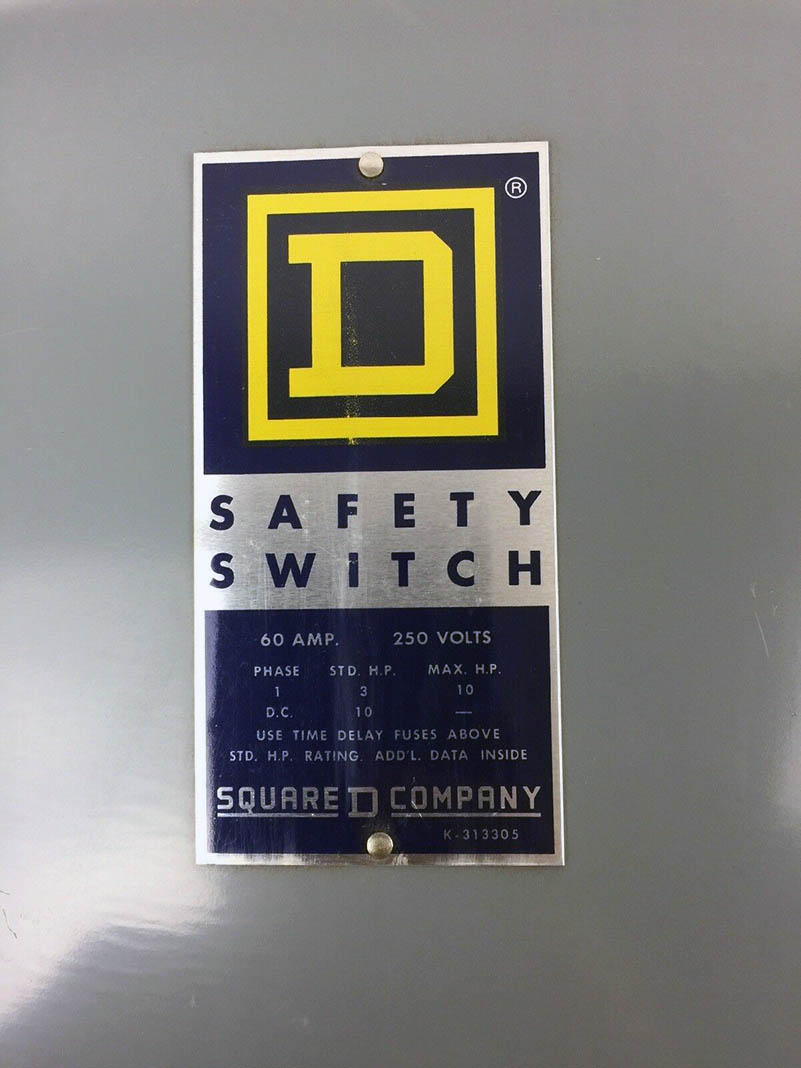 D ®
SAFETY
SWITCH
60 AMP. 250 VOLTS
PHASE STD. H.P. MAX. H.P.
1 3 10
D.C. 10 —
USE TIME DELAY FUSES ABOVE
STD. H.P. RATING. ADD'L. DATA INSIDE
SQUARE D COMPANY
K-313305